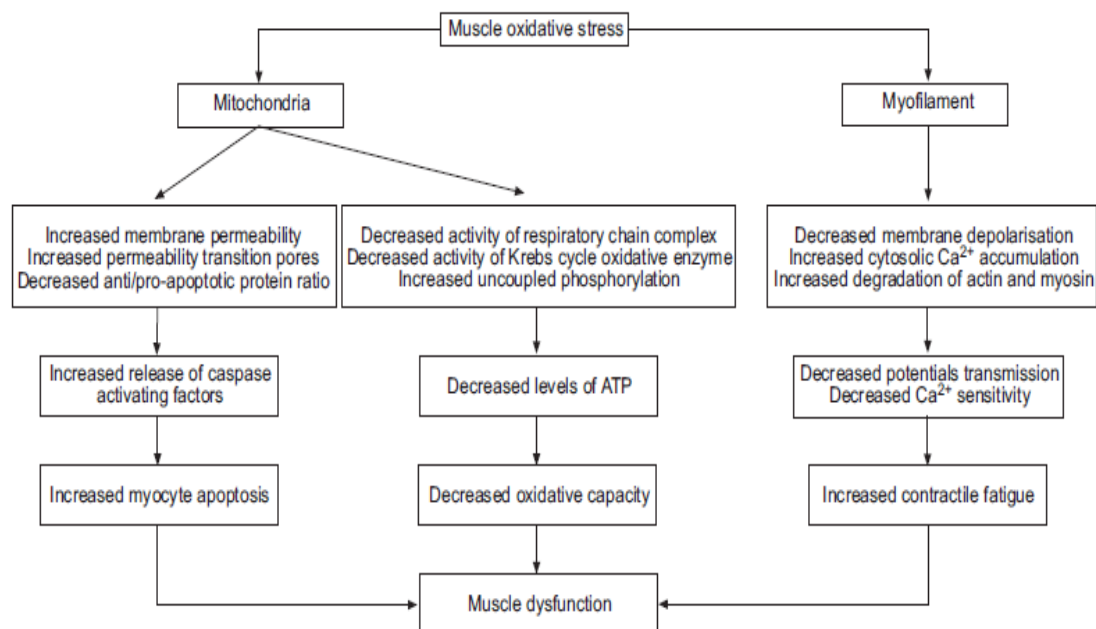 Muscle oxidative stress
Mitochondria
Myofilament
Increased membrane permeability
Increased permeability transition pores
Decreased anti/pro-apoptotic protein ratio
Decreased activity of respiratory chain complex
Decreased activity of Krebs cycle oxidative enzyme
Increased uncoupled phosphorylation
Decreased membrane depolarisation
Increased cytosolic Ca²⁺ accumulation
Increased degradation of actin and myosin
Increased release of caspase
activating factors
Decreased levels of ATP
Decreased potentials transmission
Decreased Ca²⁺ sensitivity
Increased myocyte apoptosis
Decreased oxidative capacity
Increased contractile fatigue
Muscle dysfunction